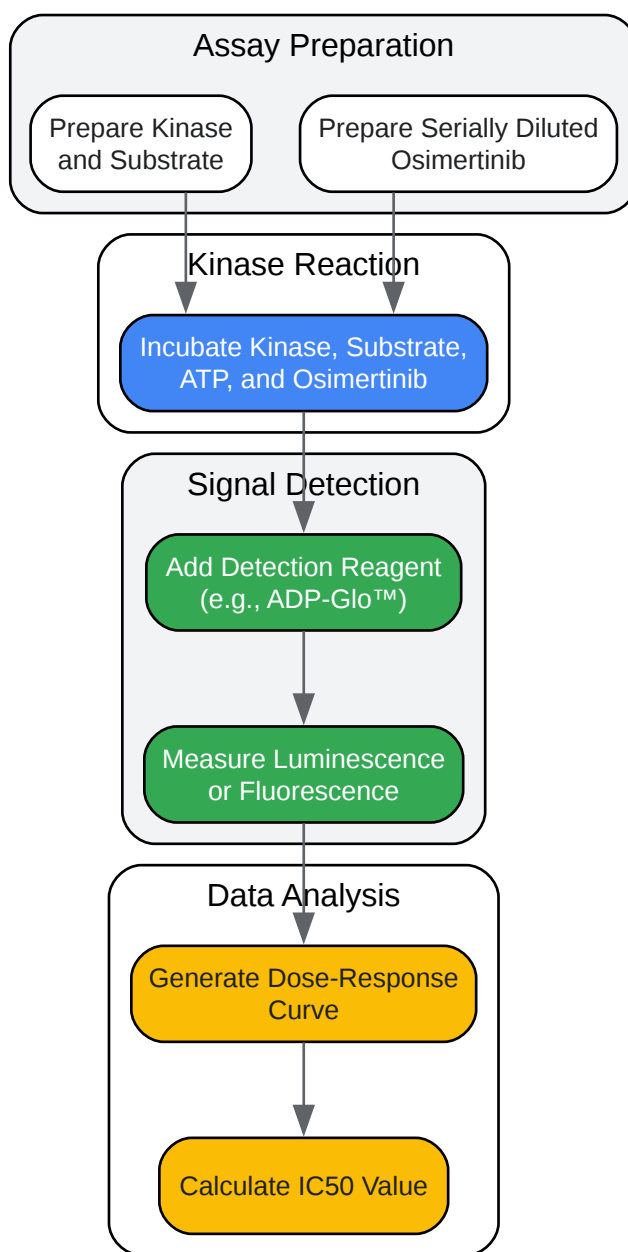 Assay Preparation
Prepare Kinase
and Substrate
Prepare Serially Diluted
Osimertinib
Kinase Reaction
Incubate Kinase, Substrate,
ATP, and Osimertinib
Signal Detection
Add Detection Reagent
(e.g., ADP-Glo™)
Measure Luminescence
or Fluorescence
Data Analysis
Generate Dose-Response
Curve
Calculate IC50 Value